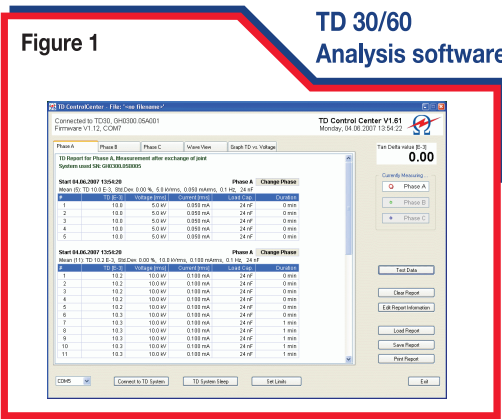 Figure 1
TD 30/60
Analysis software
TD ControlCenter - File: '<no filename>'
Connected to TD30, GH0300.05A001
Firmware V1.12, COM7
TD Control Center V1.61
Monday, 04.06.2007 13:54:22
Phase A Phase B Phase C Wave View Graph TD vs. Voltage
TD Report for Phase A, Measurement after exchange of joint
System used SN: GH0300.05B005
Start 04.06.2007 13:54:20 Phase A Change Phase
Mean (5): TD 10.0 E-3, Std.Dev. 0.00 %, 5.0 kVrms, 0.050 mArms, 0.1 Hz, 24 nF
# TD [E-3] Voltage [rms] Current [rms] Load Cap. Duration
1 10.0 5.0 kV 0.050 mA 24 nF 0 min
2 10.0 5.0 kV 0.050 mA 24 nF 0 min
3 10.0 5.0 kV 0.050 mA 24 nF 0 min
4 10.0 5.0 kV 0.050 mA 24 nF 0 min
5 10.0 5.0 kV 0.050 mA 24 nF 0 min
Start 04.06.2007 13:54:20 Phase A Change Phase
Mean (11): TD 10.2 E-3, Std.Dev. 0.00 %, 10.0 kVrms, 0.100 mArms, 0.1 Hz, 24 nF
# TD [E-3] Voltage [rms] Current [rms] Load Cap. Duration
1 10.2 10.0 kV 0.100 mA 24 nF 0 min
2 10.2 10.0 kV 0.100 mA 24 nF 0 min
3 10.2 10.0 kV 0.100 mA 24 nF 0 min
4 10.2 10.0 kV 0.100 mA 24 nF 0 min
5 10.2 10.0 kV 0.100 mA 24 nF 0 min
6 10.3 10.0 kV 0.100 mA 24 nF 1 min
7 10.3 10.0 kV 0.100 mA 24 nF 1 min
8 10.3 10.0 kV 0.100 mA 24 nF 1 min
9 10.3 10.0 kV 0.100 mA 24 nF 1 min
10 10.3 10.0 kV 0.100 mA 24 nF 1 min
11 10.3 10.0 kV 0.100 mA 24 nF 1 min
Tan Delta value [E-3]
0.00
Currently Measuring...
Phase A
Phase B
Phase C
Test Data
Clear Report
Edit Report Information
Load Report
Save Report
Print Report
COM5 Connect to TD System TD System Sleep Set Limits Exit